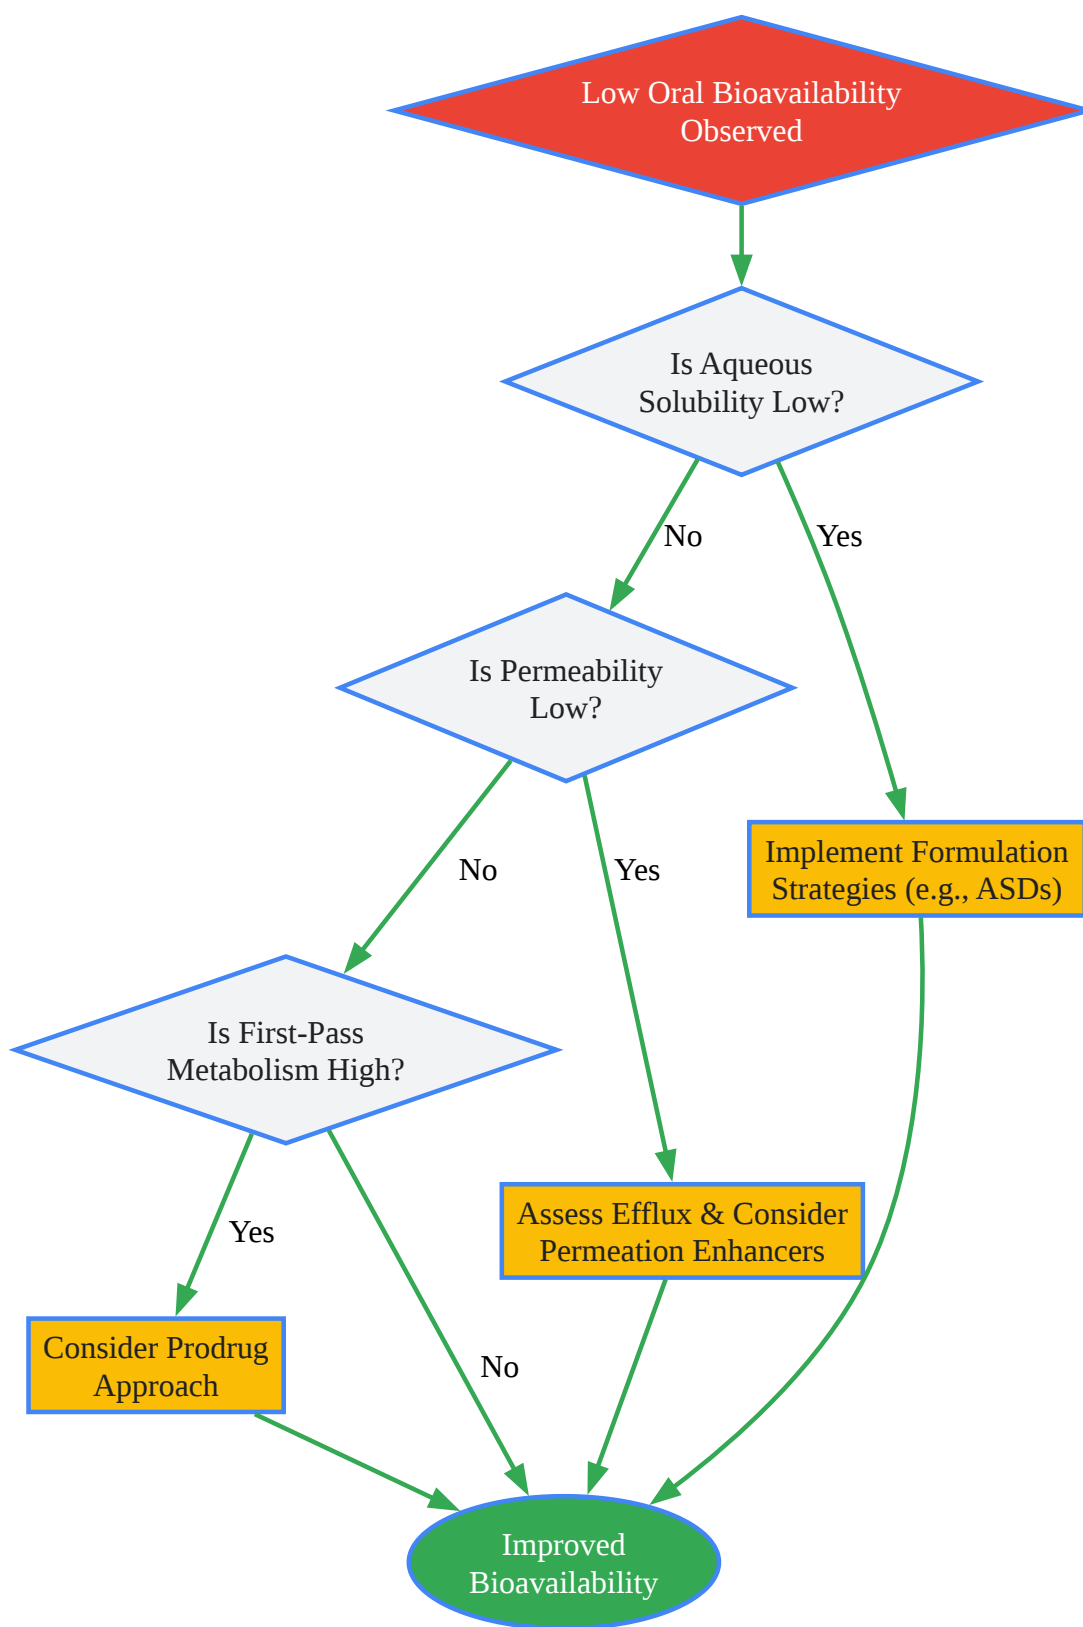 Low Oral Bioavailability
Observed
Is Aqueous
Solubility Low?
No
Yes
Is Permeability
Low?
No
Yes
Implement Formulation
Strategies (e.g., ASDs)
Is First-Pass
Metabolism High?
Yes
No
Assess Efflux & Consider
Permeation Enhancers
Consider Prodrug
Approach
Improved
Bioavailability